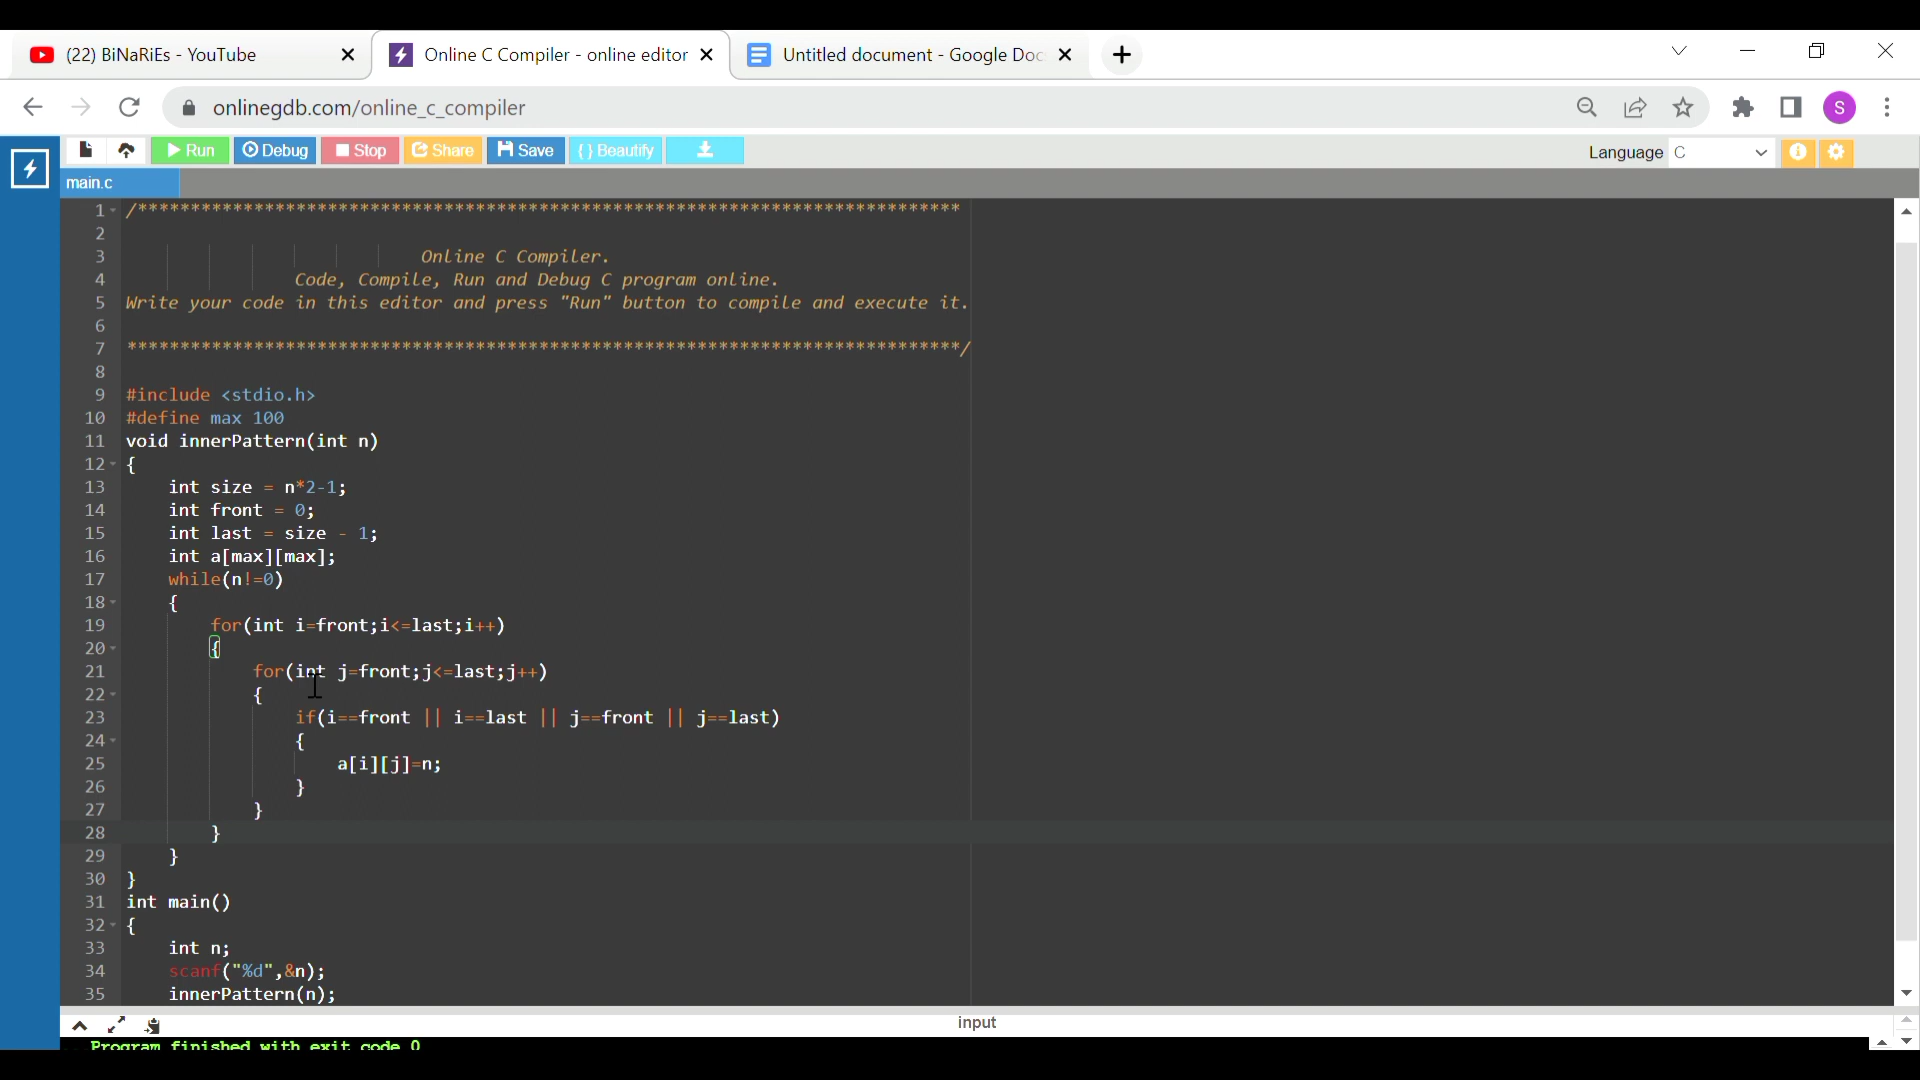 (22) BiNaRiEs - YouTube
Online C Compiler - online editor
Untitled document - Google Doc
onlinegdb.com/online_c_compiler
S
Run Debug Stop Share Save {} Beautify
Language C
main.c
1 /******************************************************************************
2
3 Online C Compiler.
4 Code, Compile, Run and Debug C program online.
5 Write your code in this editor and press "Run" button to compile and execute it.
6
7 *******************************************************************************/
8
9 #include <stdio.h>
10 #define max 100
11 void innerPattern(int n)
12 {
13 int size = n*2-1;
14 int front = 0;
15 int last = size - 1;
16 int a[max][max];
17 while(n!=0)
18 {
19 for(int i=front;i<=last;i++)
20 {
21 for(int j=front;j<=last;j++)
22 {
23 if(i==front || i==last || j==front || j==last)
24 {
25 a[i][j]=n;
26 }
27 }
28 }
29 }
30 }
31 int main()
32 {
33 int n;
34 scanf("%d",&n);
35 innerPattern(n);
input
Program finished with exit code 0